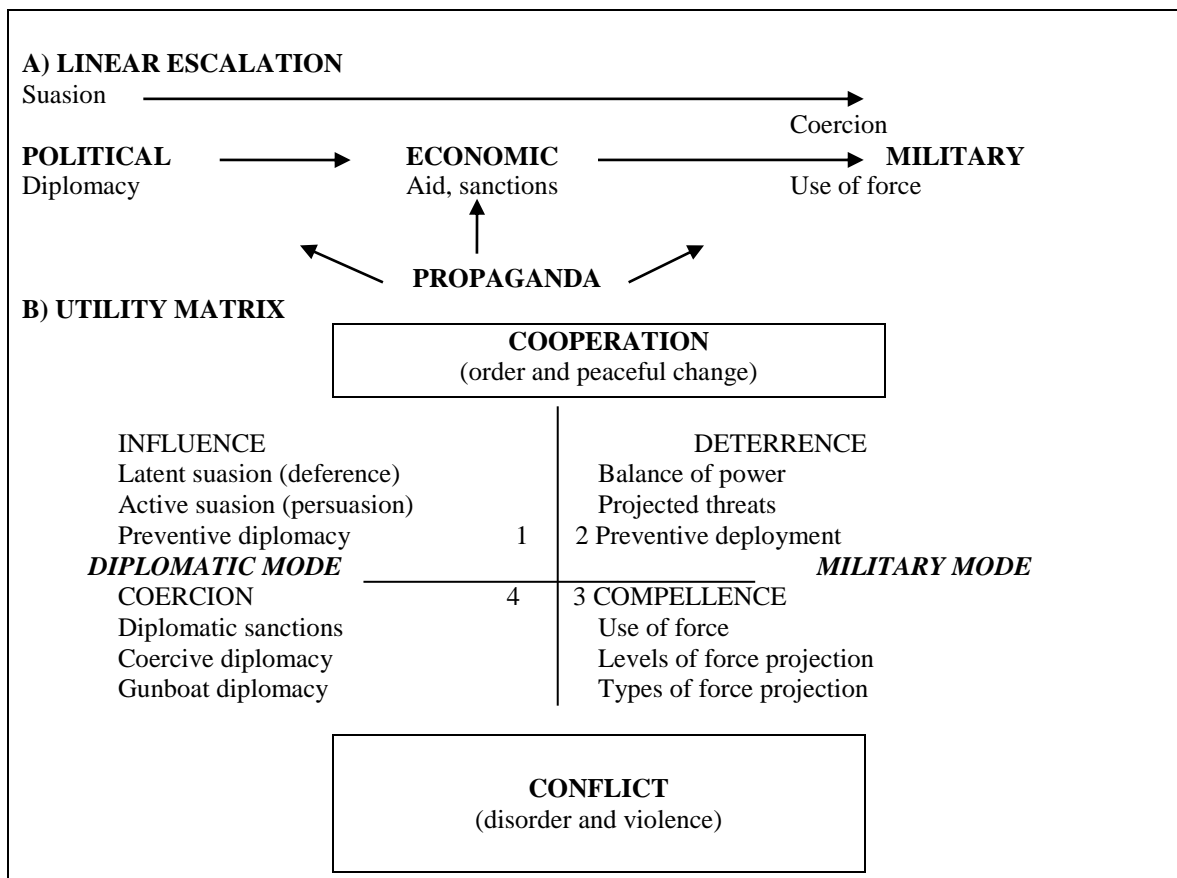 A) LINEAR ESCALATION
Suasion
Coercion
POLITICAL ECONOMIC MILITARY
Diplomacy Aid, sanctions Use of force
PROPAGANDA
B) UTILITY MATRIX
COOPERATION
(order and peaceful change)
INFLUENCE DETERRENCE
Latent suasion (deference) Balance of power
Active suasion (persuasion) Projected threats
Preventive diplomacy 1 2 Preventive deployment
DIPLOMATIC MODE MILITARY MODE
COERCION 4 3 COMPELLENCE
Diplomatic sanctions Use of force
Coercive diplomacy Levels of force projection
Gunboat diplomacy Types of force projection
CONFLICT
(disorder and violence)